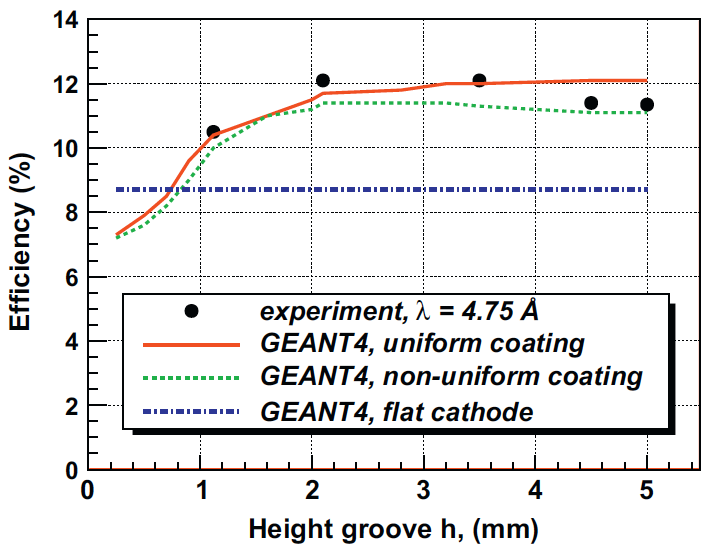 14
12
10
8
6
4
2
0
Efficiency (%)
experiment, λ = 4.75 Å
GEANT4, uniform coating
GEANT4, non-uniform coating
GEANT4, flat cathode
0 1 2 3 4 5
Height groove h, (mm)